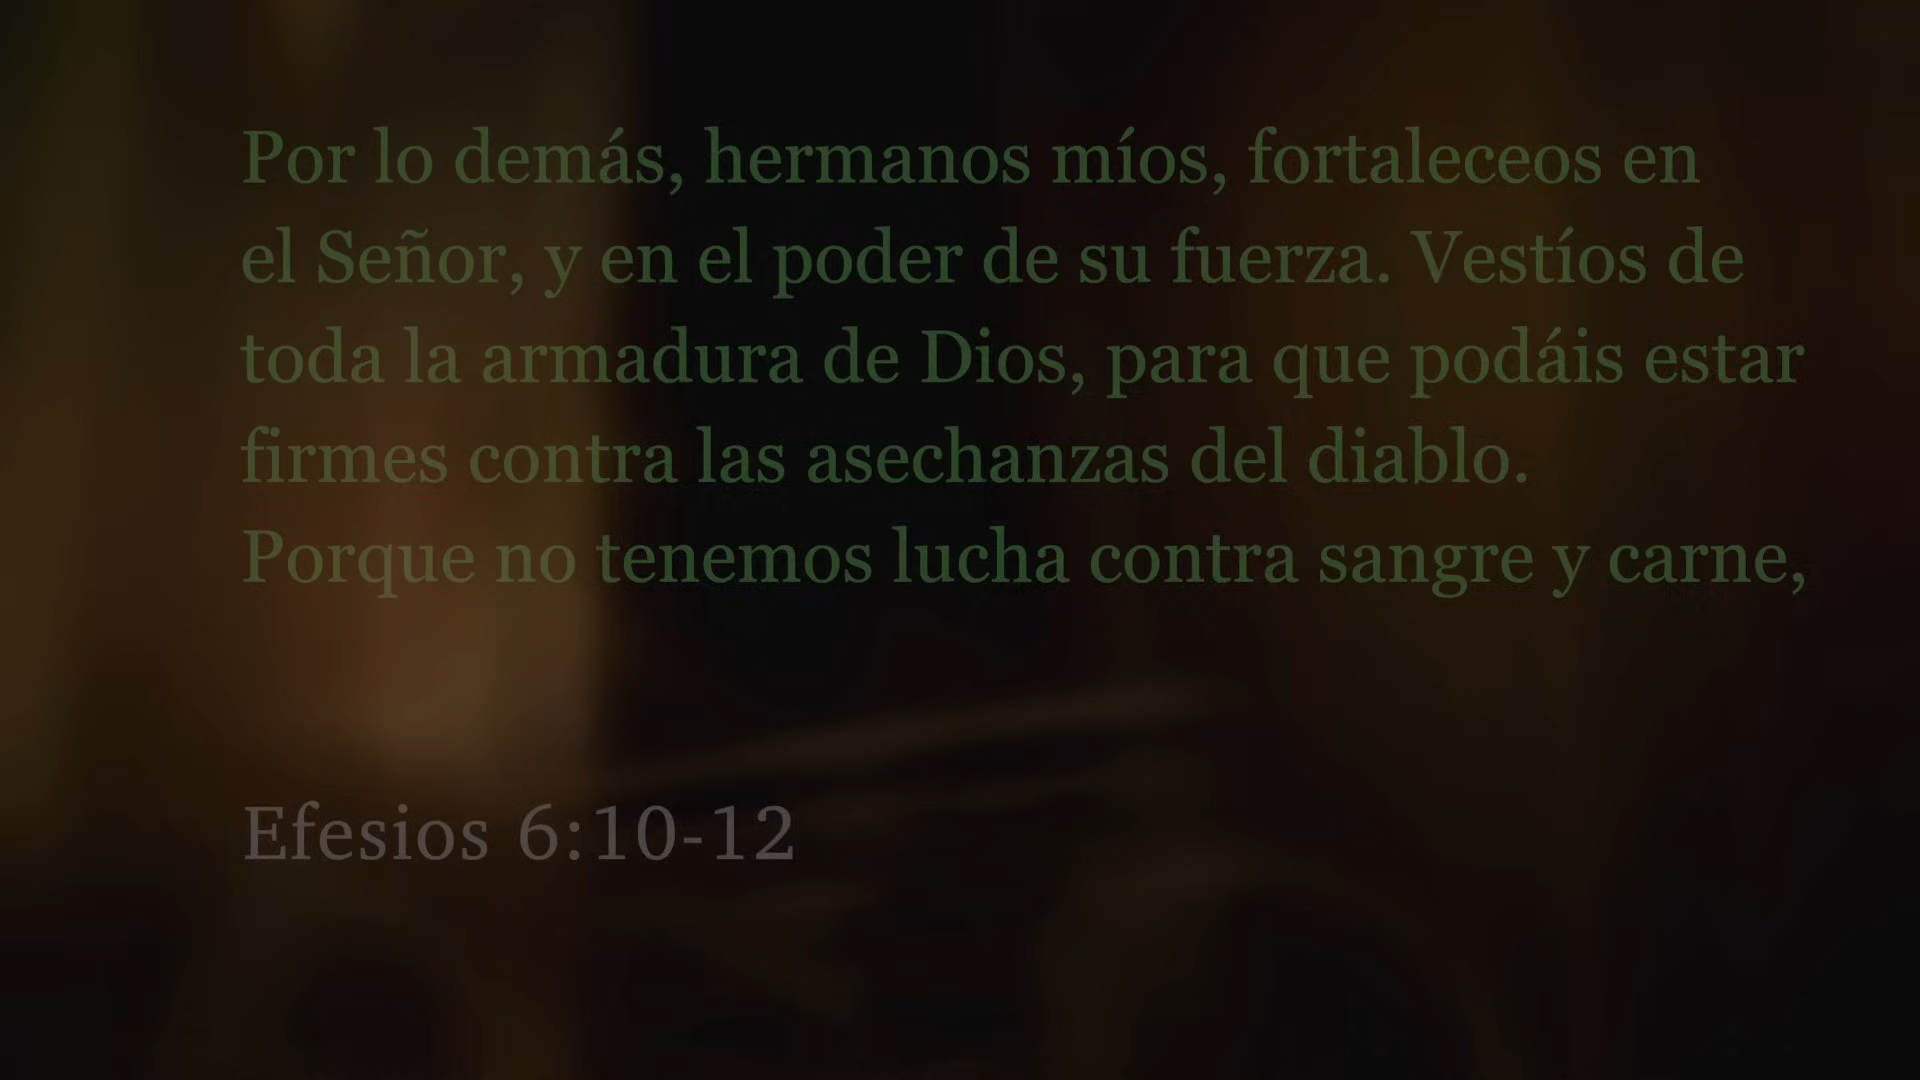 Por lo demás, hermanos míos, fortaleceos en
el Señor, y en el poder de su fuerza. Vestíos de
toda la armadura de Dios, para que podáis estar
firmes contra las asechanzas del diablo.
Porque no tenemos lucha contra sangre y carne,
Efesios 6:10-12